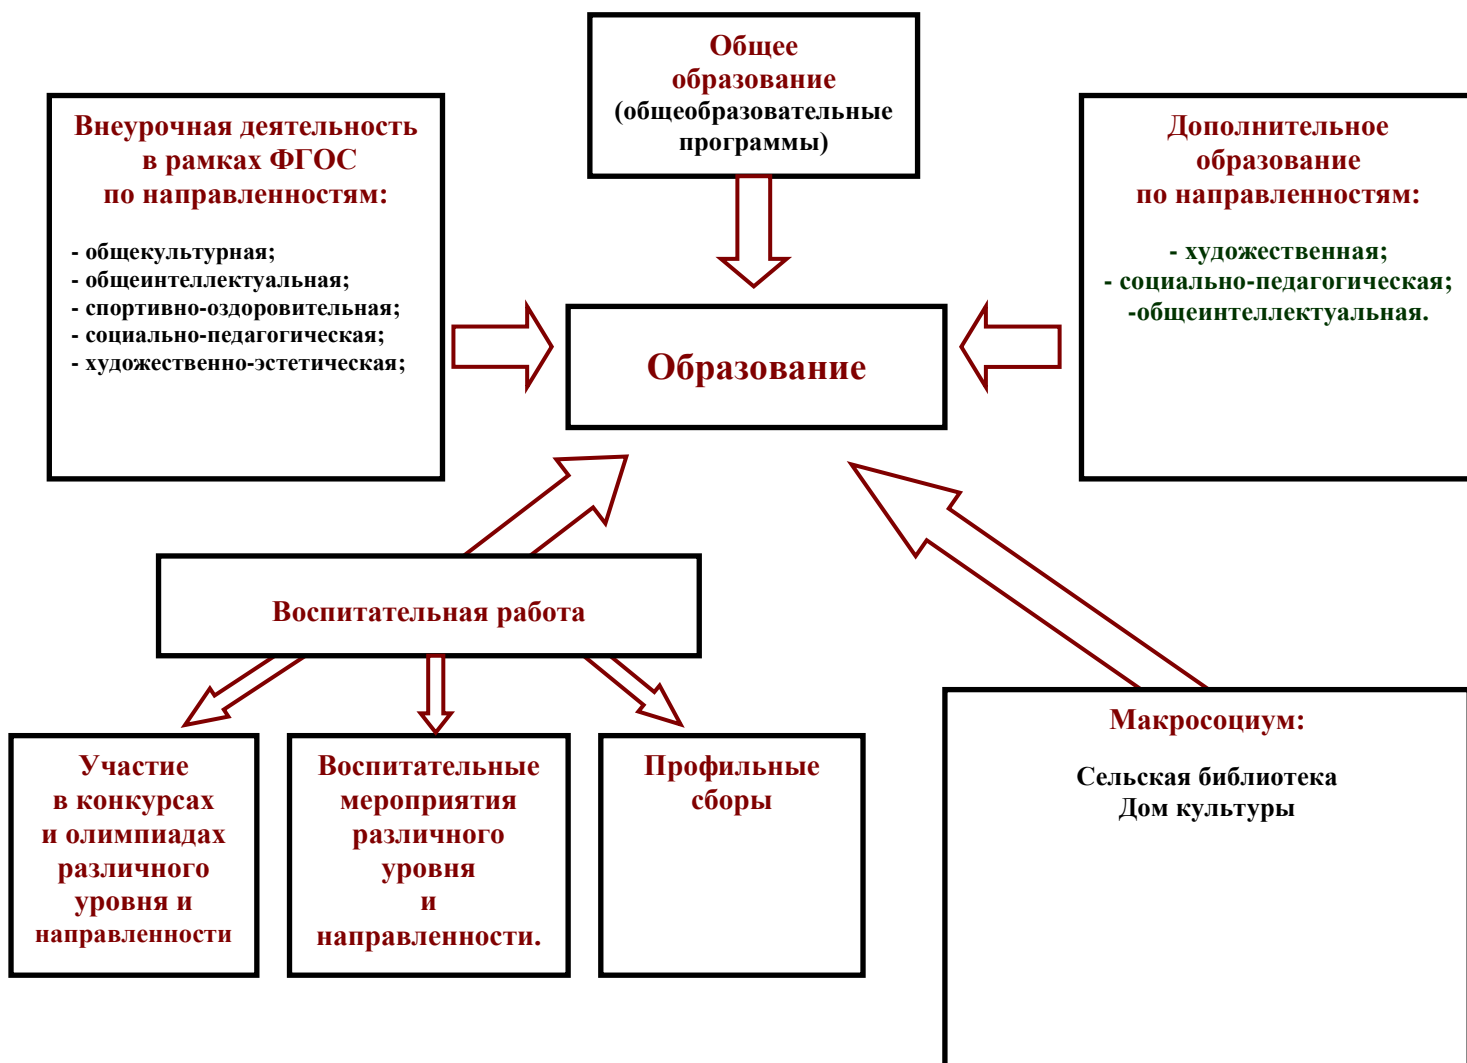 Общее
образование
(общеобразовательные
программы)
Внеурочная деятельность
в рамках ФГОС
по направленностям:
- общекультурная;
- общеинтеллектуальная;
- спортивно-оздоровительная;
- социально-педагогическая;
- художественно-эстетическая;
Дополнительное
образование
по направленностям:
- художественная;
- социально-педагогическая;
-общеинтеллектуальная.
Образование
Воспитательная работа
Участие
в конкурсах
и олимпиадах
различного
уровня и
направленности
Воспитательные
мероприятия
различного
уровня
и
направленности.
Профильные
сборы
Макросоциум:
Сельская библиотека
Дом культуры